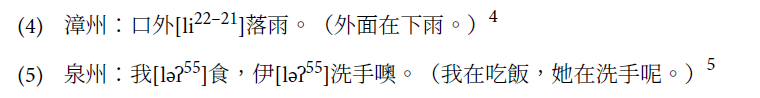 (4) 漳州：口外[li²²⁻²¹]落雨。（外面在下雨。）⁴
(5) 泉州：我[ləʔ⁵⁵]食，伊[ləʔ⁵⁵]洗手噢。（我在吃飯，她在洗手呢。）⁵